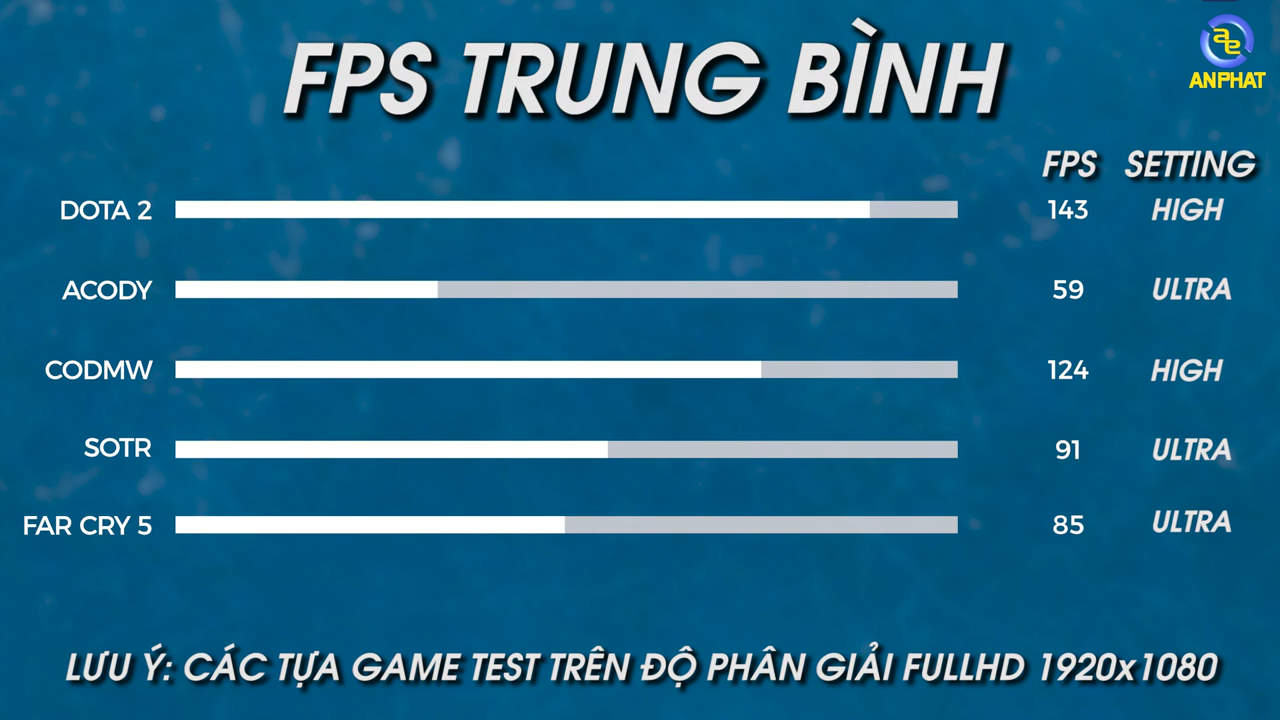 FPS TRUNG BÌNH
ae
ANPHAT
FPS SETTING
DOTA 2 143 HIGH
ACODY 59 ULTRA
CODMW 124 HIGH
SOTR 91 ULTRA
FAR CRY 5 85 ULTRA
LƯU Ý: CÁC TỰA GAME TEST TRÊN ĐỘ PHÂN GIẢI FULLHD 1920x1080